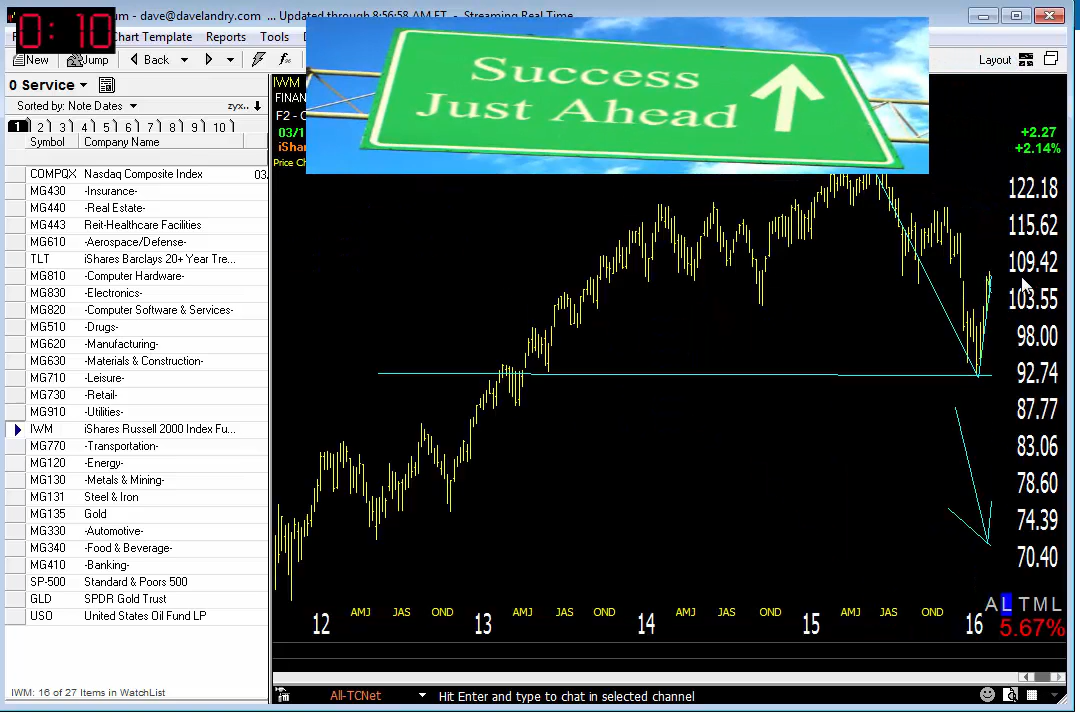 0: 10
um - dave@davelandry.com ... Updated through 8:56:58 AM ET - Streaming Real Time
Chart Template Reports Tools
New Jump Back
Layout
0 Service
Sorted by: Note Dates
zyx..
1 2 3 4 5 6 7 8 9 10
Symbol Company Name
COMPQX Nasdaq Composite Index 03
MG430 -Insurance-
MG440 -Real Estate-
MG443 Reit-Healthcare Facilities
MG610 -Aerospace/Defense-
TLT iShares Barclays 20+ Year Tre...
MG810 -Computer Hardware-
MG830 -Electronics-
MG820 -Computer Software & Services-
MG510 -Drugs-
MG620 -Manufacturing-
MG630 -Materials & Construction-
MG710 -Leisure-
MG730 -Retail-
MG910 -Utilities-
IWM iShares Russell 2000 Index Fu...
MG770 -Transportation-
MG120 -Energy-
MG130 -Metals & Mining-
MG131 Steel & Iron
MG135 Gold
MG330 -Automotive-
MG340 -Food & Beverage-
MG410 -Banking-
SP-500 Standard & Poors 500
GLD SPDR Gold Trust
USO United States Oil Fund LP
IWM: 16 of 27 Items in WatchList
IWM
FINAN
F2 - C
03/1
iShar
Price Ch
Success
Just Ahead
+2.27
+2.14%
122.18
115.62
109.42
103.55
98.00
92.74
87.77
83.06
78.60
74.39
70.40
12 AMJ JAS OND 13 AMJ JAS OND 14 AMJ JAS OND 15 AMJ JAS OND 16
A L T M L
5.67%
All-TCNet Hit Enter and type to chat in selected channel